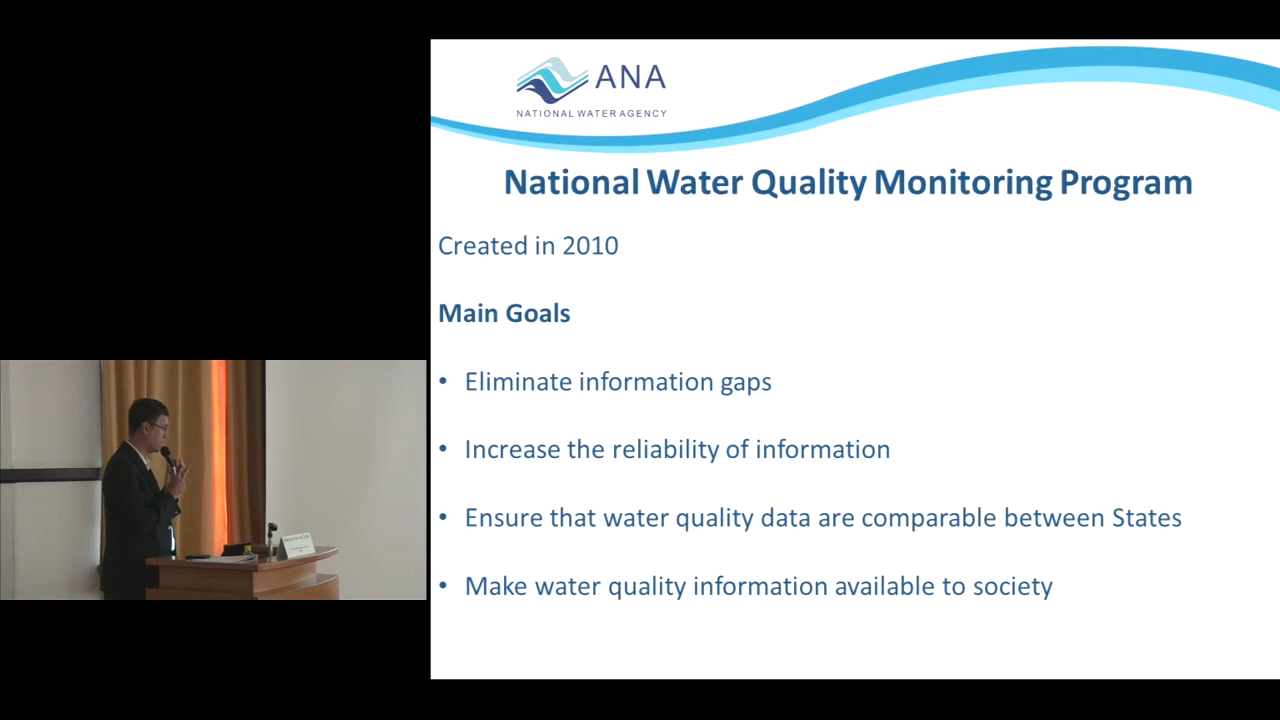 ANA
NATIONAL WATER AGENCY
National Water Quality Monitoring Program
Created in 2010
Main Goals
• Eliminate information gaps
• Increase the reliability of information
• Ensure that water quality data are comparable between States
• Make water quality information available to society